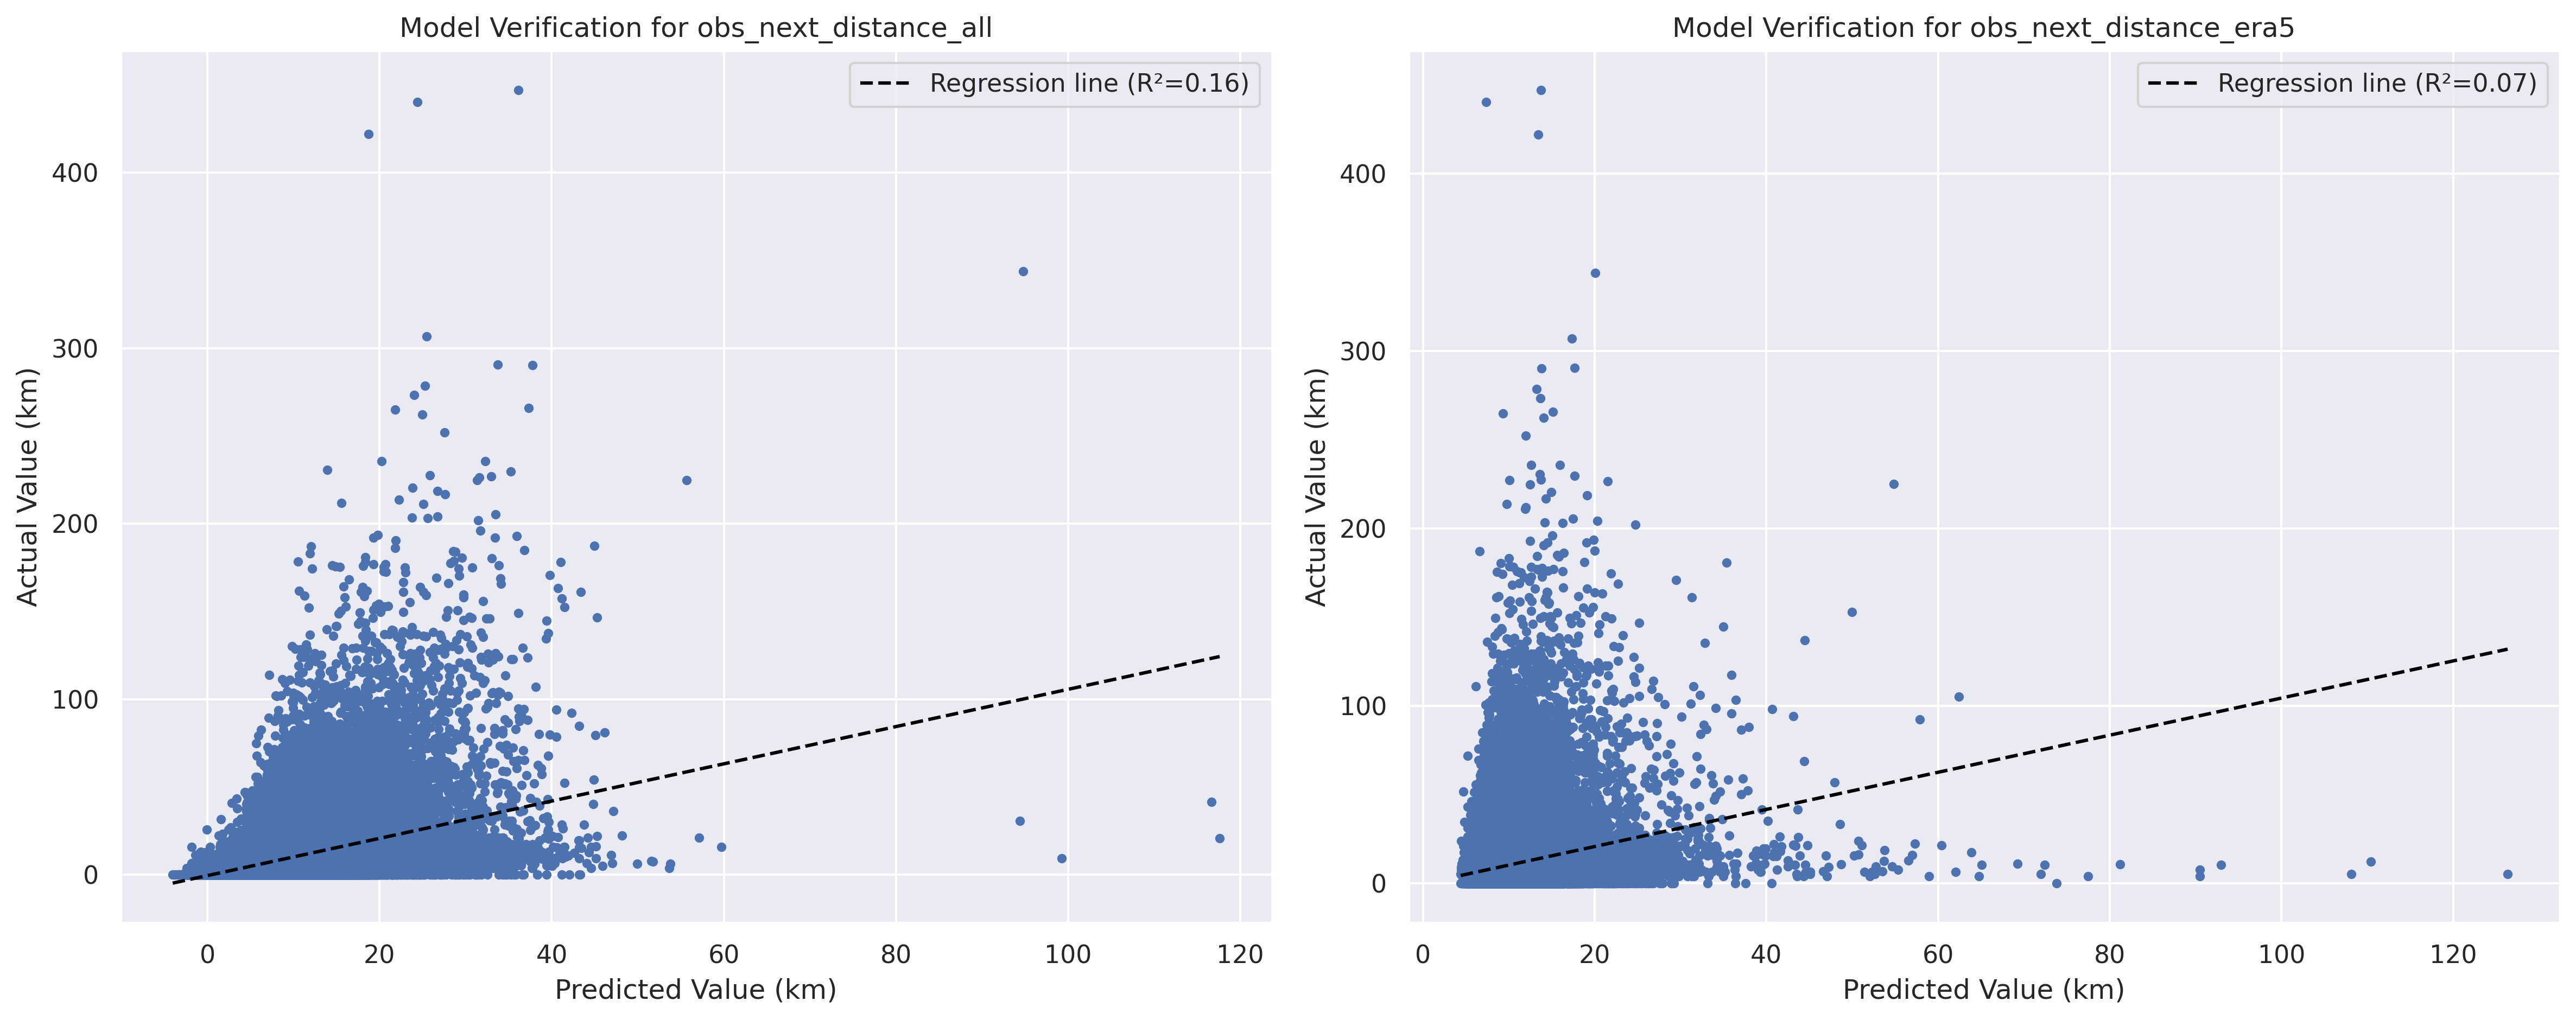 Model Verification for obs_next_distance_all
Regression line (R²=0.16)
Actual Value (km)
400
300
200
100
0
0 20 40 60 80 100 120
Predicted Value (km)
Model Verification for obs_next_distance_era5
Regression line (R²=0.07)
Actual Value (km)
400
300
200
100
0
0 20 40 60 80 100 120
Predicted Value (km)